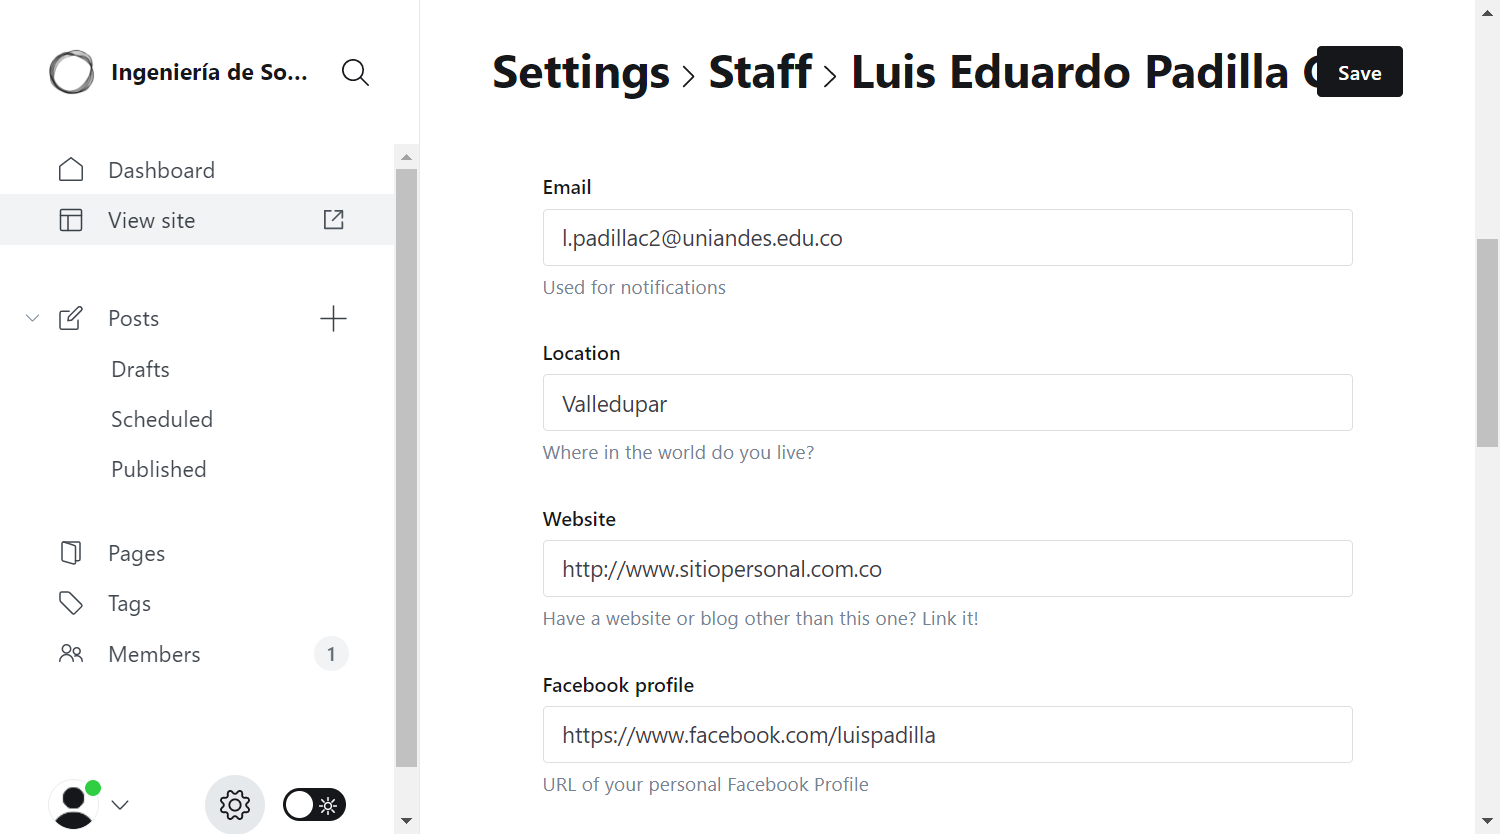 Ingeniería de So...
Dashboard
View site
Posts
Drafts
Scheduled
Published
Pages
Tags
Members
1
Settings > Staff > Luis Eduardo Padilla
Save
Email
l.padillac2@uniandes.edu.co
Used for notifications
Location
Valledupar
Where in the world do you live?
Website
http://www.sitiopersonal.com.co
Have a website or blog other than this one? Link it!
Facebook profile
https://www.facebook.com/luispadilla
URL of your personal Facebook Profile